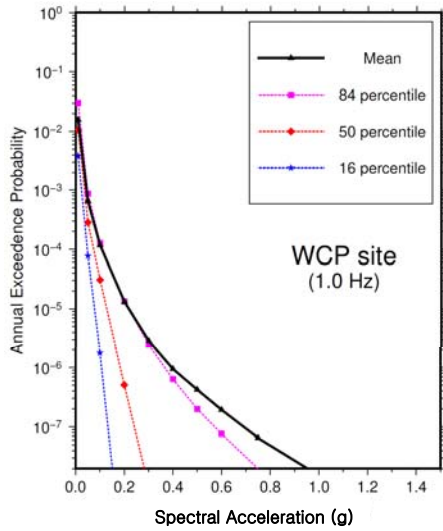 10⁰
10⁻¹
10⁻²
10⁻³
10⁻⁴
10⁻⁵
10⁻⁶
10⁻⁷
Annual Exceedence Probability
Mean
84 percentile
50 percentile
16 percentile
WCP site
(1.0 Hz)
0.0 0.2 0.4 0.6 0.8 1.0 1.2 1.4
Spectral Acceleration (g)